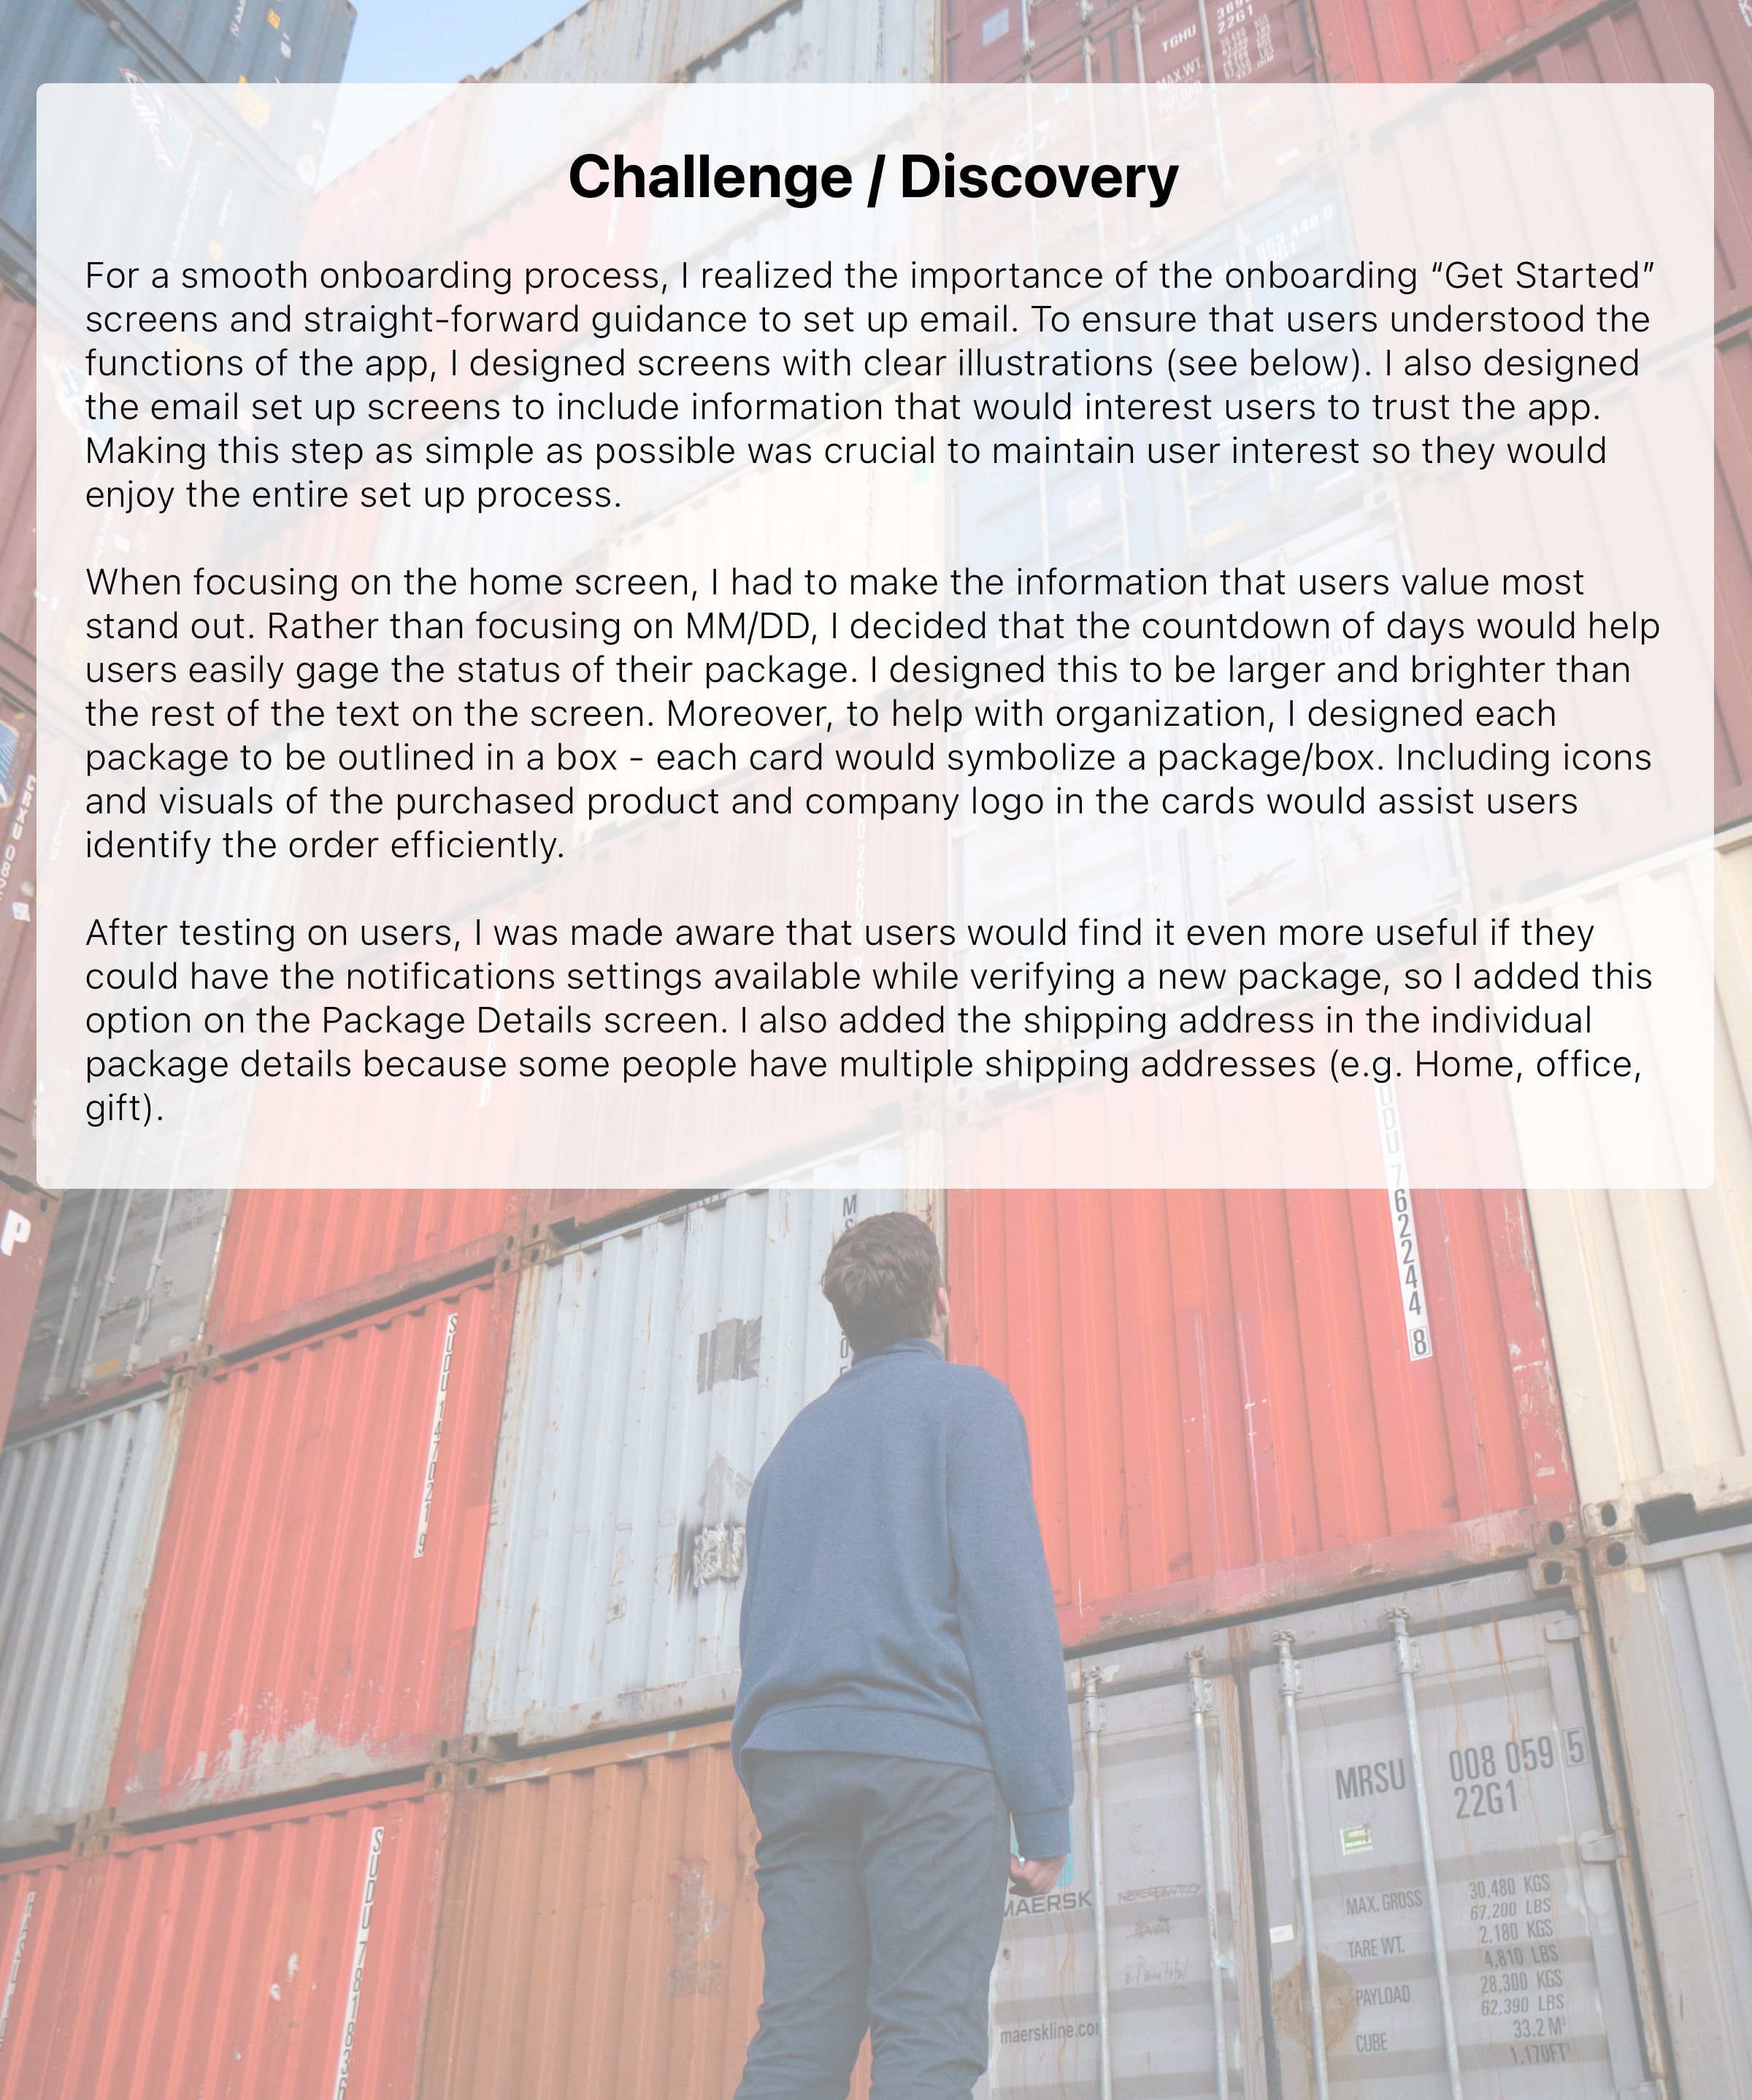 3695
TGHU 22G1
MAX.WT.
PAYLOAD
Challenge / Discovery
For a smooth onboarding process, I realized the importance of the onboarding “Get Started”
screens and straight-forward guidance to set up email. To ensure that users understood the
functions of the app, I designed screens with clear illustrations (see below). I also designed
the email set up screens to include information that would interest users to trust the app.
Making this step as simple as possible was crucial to maintain user interest so they would
enjoy the entire set up process.
When focusing on the home screen, I had to make the information that users value most
stand out. Rather than focusing on MM/DD, I decided that the countdown of days would help
users easily gage the status of their package. I designed this to be larger and brighter than
the rest of the text on the screen. Moreover, to help with organization, I designed each
package to be outlined in a box - each card would symbolize a package/box. Including icons
and visuals of the purchased product and company logo in the cards would assist users
identify the order efficiently.
After testing on users, I was made aware that users would find it even more useful if they
could have the notifications settings available while verifying a new package, so I added this
option on the Package Details screen. I also added the shipping address in the individual
package details because some people have multiple shipping addresses (e.g. Home, office,
gift).
P
UDU 762244 8
SUDU 147021 9
SUDU 78183
MRSU 008 059 5
22G1
MAERSK
MAX. GROSS 30,480 KGS
67,200 LBS
TARE WT. 2,180 KGS
4,810 LBS
PAYLOAD 28,300 KGS
62,390 LBS
CUBE 33.2 M³
1,170FT³
maerskline.com